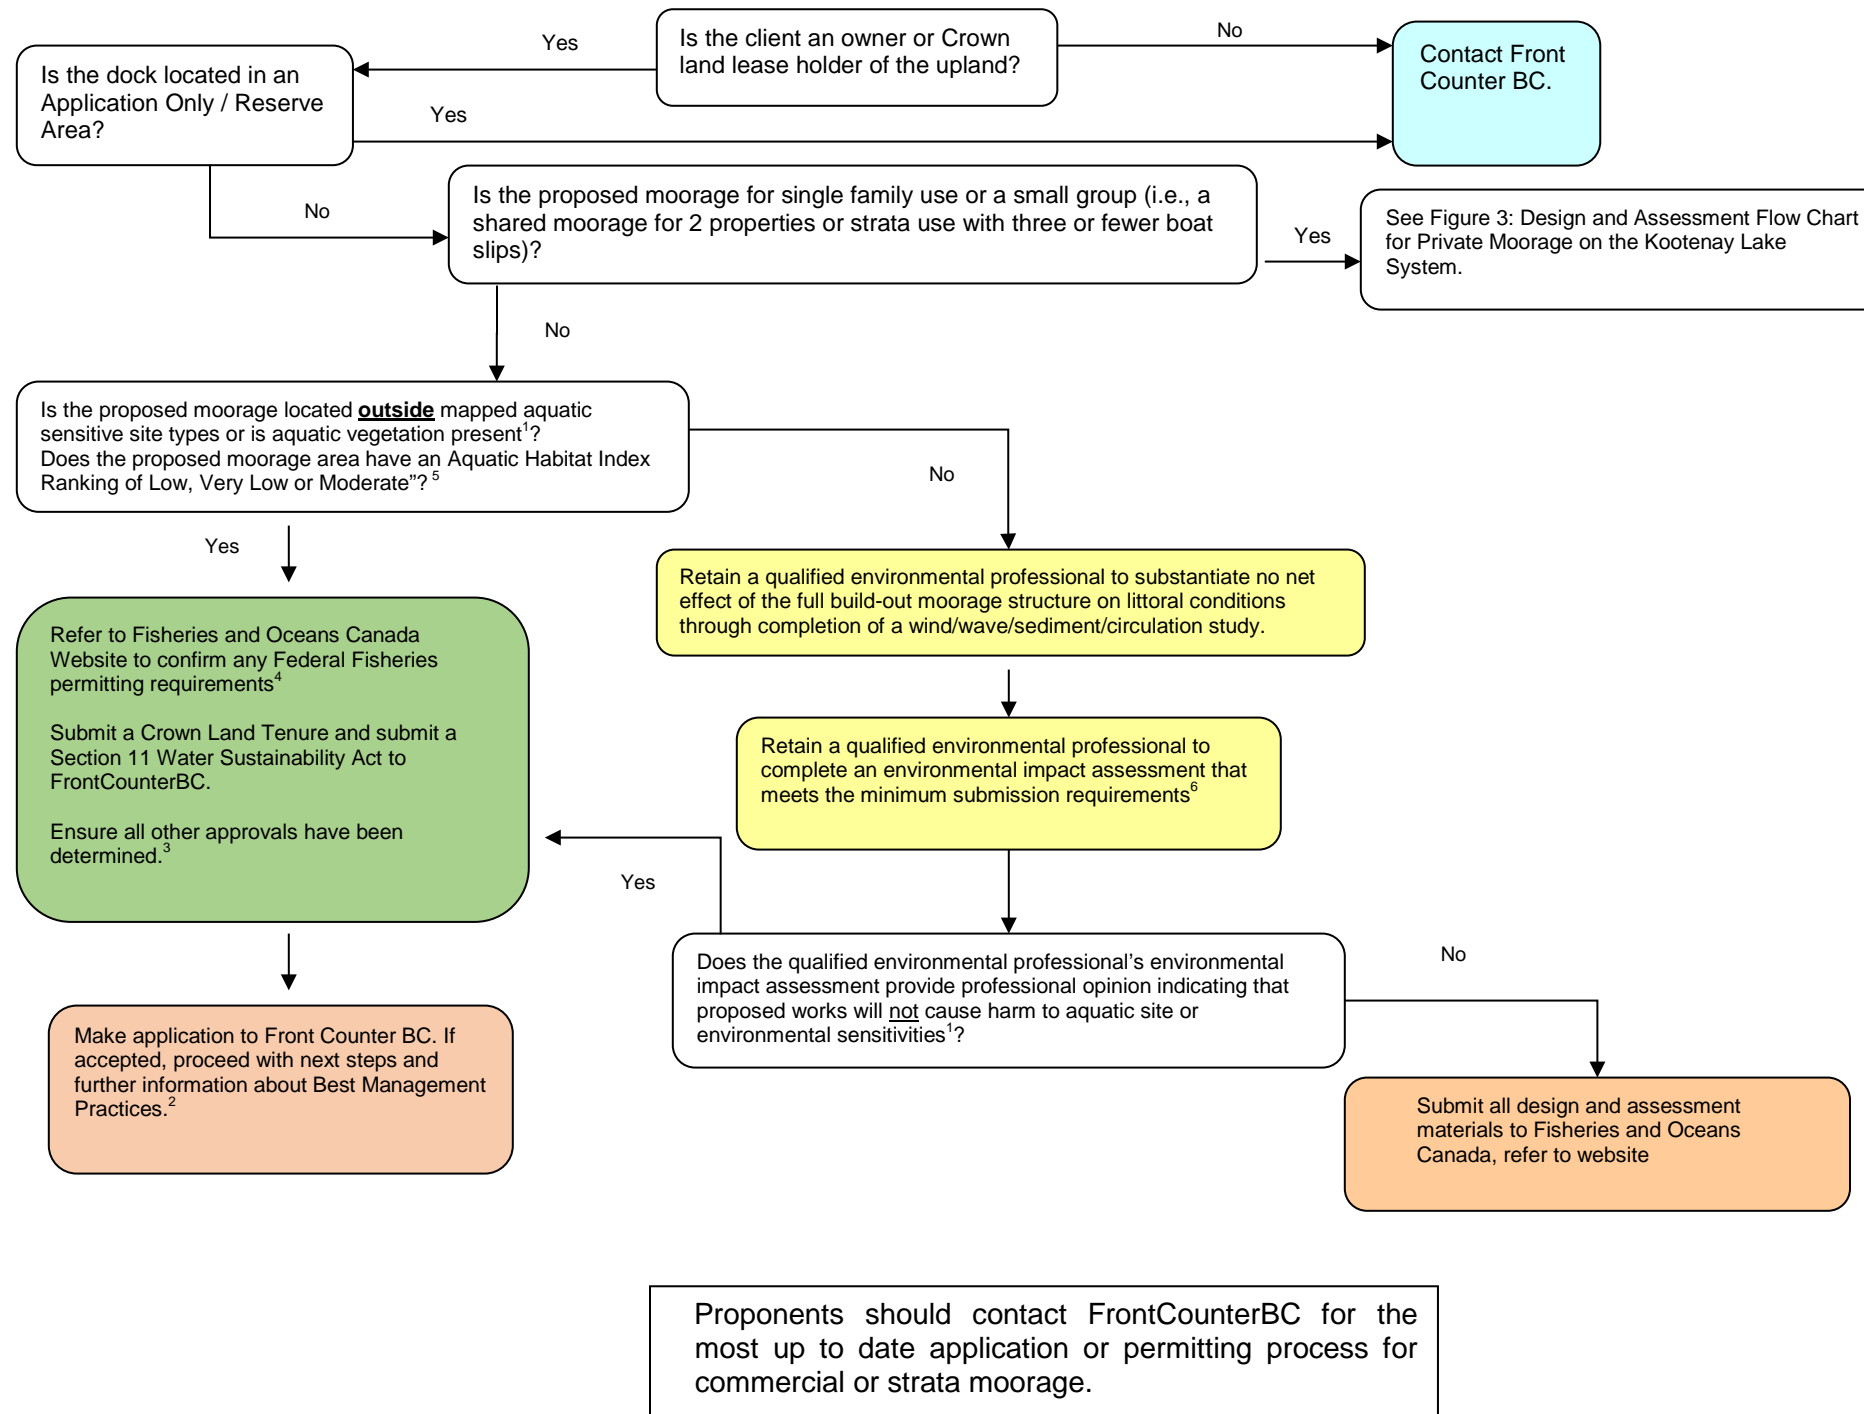 Is the client an owner or Crown
land lease holder of the upland?
Yes
No
Contact Front
Counter BC.
Is the dock located in an
Application Only / Reserve
Area?
Yes
No
Is the proposed moorage for single family use or a small group (i.e., a
shared moorage for 2 properties or strata use with three or fewer boat
slips)?
Yes
See Figure 3: Design and Assessment Flow Chart
for Private Moorage on the Kootenay Lake
System.
No
Is the proposed moorage located outside mapped aquatic
sensitive site types or is aquatic vegetation present1?
Does the proposed moorage area have an Aquatic Habitat Index
Ranking of Low, Very Low or Moderate”? 5
No
Yes
Retain a qualified environmental professional to substantiate no net
effect of the full build-out moorage structure on littoral conditions
through completion of a wind/wave/sediment/circulation study.
Refer to Fisheries and Oceans Canada
Website to confirm any Federal Fisheries
permitting requirements4
Submit a Crown Land Tenure and submit a
Section 11 Water Sustainability Act to
FrontCounterBC.
Ensure all other approvals have been
determined.3
Retain a qualified environmental professional to
complete an environmental impact assessment that
meets the minimum submission requirements6
Yes
Does the qualified environmental professional’s environmental
impact assessment provide professional opinion indicating that
proposed works will not cause harm to aquatic site or
environmental sensitivities1?
No
Make application to Front Counter BC. If
accepted, proceed with next steps and
further information about Best Management
Practices.2
Submit all design and assessment
materials to Fisheries and Oceans
Canada, refer to website
Proponents should contact FrontCounterBC for the
most up to date application or permitting process for
commercial or strata moorage.